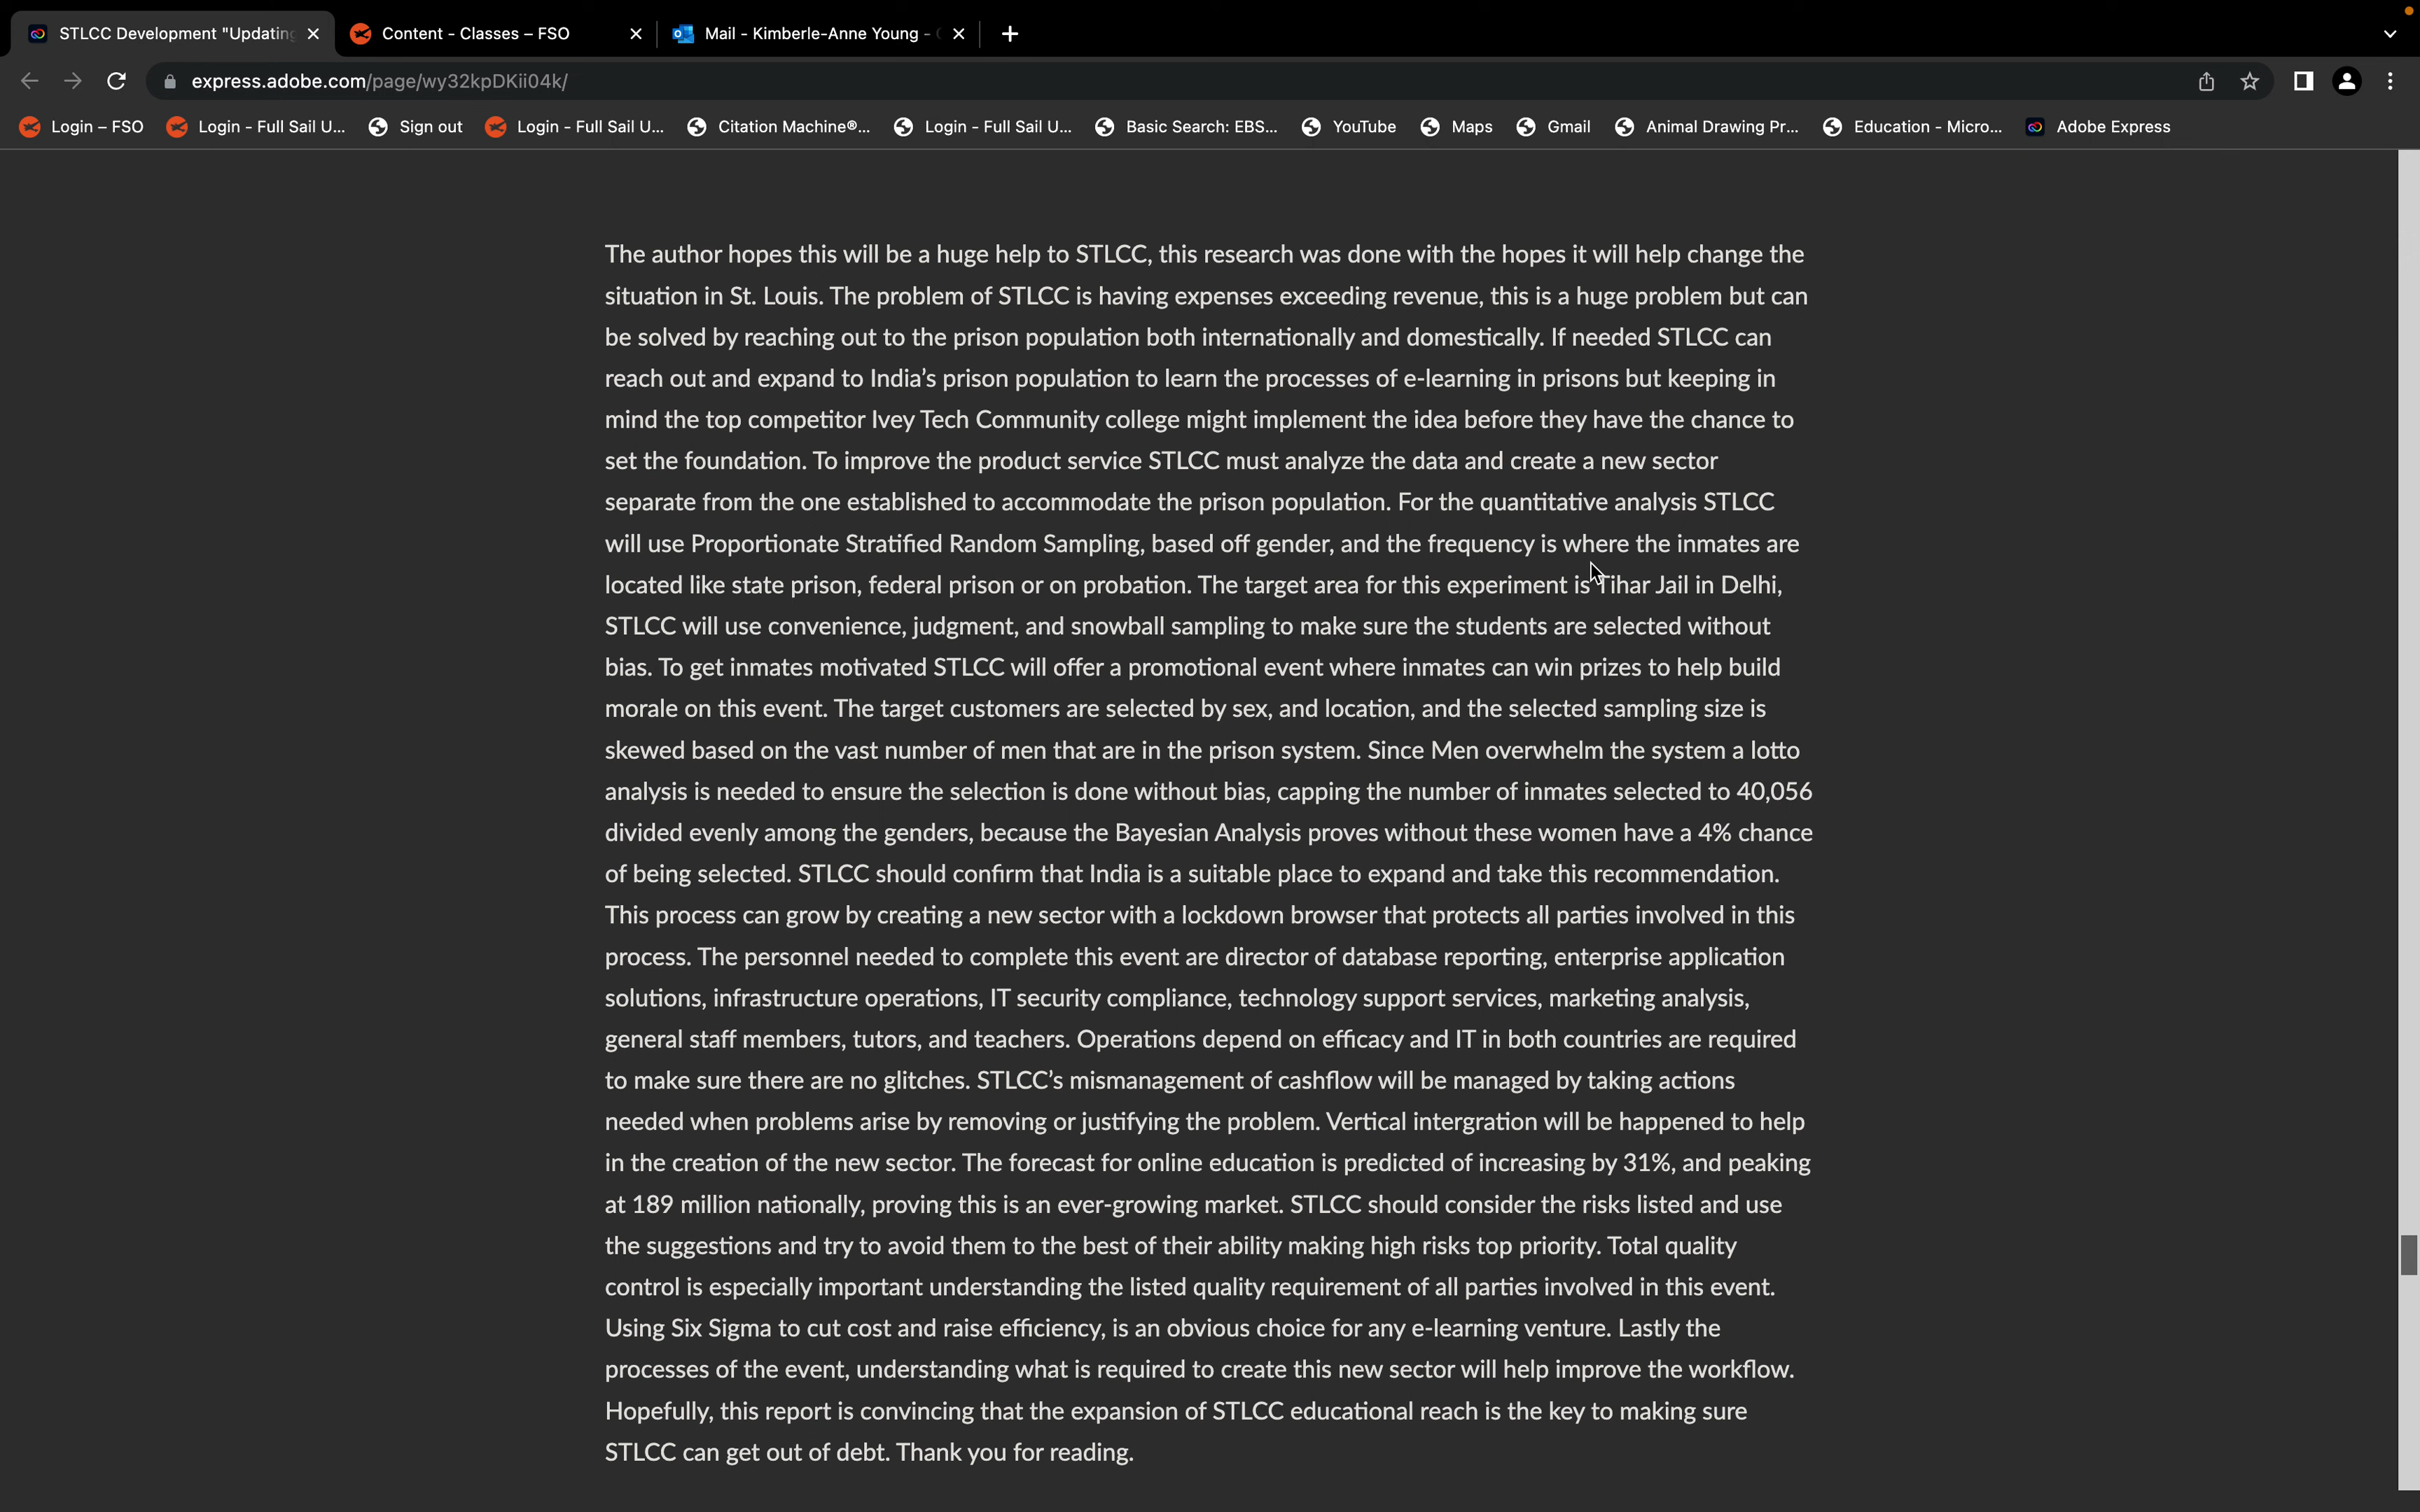 STLCC Development "Updating
Content - Classes – FSO
Mail - Kimberle-Anne Young -
express.adobe.com/page/wy32kpDKii04k/
Login – FSO
Login - Full Sail U...
Sign out
Login - Full Sail U...
Citation Machine®...
Login - Full Sail U...
Basic Search: EBS...
YouTube
Maps
Gmail
Animal Drawing Pr...
Education - Micro...
Adobe Express
The author hopes this will be a huge help to STLCC, this research was done with the hopes it will help change the
situation in St. Louis. The problem of STLCC is having expenses exceeding revenue, this is a huge problem but can
be solved by reaching out to the prison population both internationally and domestically. If needed STLCC can
reach out and expand to India’s prison population to learn the processes of e-learning in prisons but keeping in
mind the top competitor Ivey Tech Community college might implement the idea before they have the chance to
set the foundation. To improve the product service STLCC must analyze the data and create a new sector
separate from the one established to accommodate the prison population. For the quantitative analysis STLCC
will use Proportionate Stratified Random Sampling, based off gender, and the frequency is where the inmates are
located like state prison, federal prison or on probation. The target area for this experiment is Tihar Jail in Delhi,
STLCC will use convenience, judgment, and snowball sampling to make sure the students are selected without
bias. To get inmates motivated STLCC will offer a promotional event where inmates can win prizes to help build
morale on this event. The target customers are selected by sex, and location, and the selected sampling size is
skewed based on the vast number of men that are in the prison system. Since Men overwhelm the system a lotto
analysis is needed to ensure the selection is done without bias, capping the number of inmates selected to 40,056
divided evenly among the genders, because the Bayesian Analysis proves without these women have a 4% chance
of being selected. STLCC should confirm that India is a suitable place to expand and take this recommendation.
This process can grow by creating a new sector with a lockdown browser that protects all parties involved in this
process. The personnel needed to complete this event are director of database reporting, enterprise application
solutions, infrastructure operations, IT security compliance, technology support services, marketing analysis,
general staff members, tutors, and teachers. Operations depend on efficacy and IT in both countries are required
to make sure there are no glitches. STLCC’s mismanagement of cashflow will be managed by taking actions
needed when problems arise by removing or justifying the problem. Vertical intergration will be happened to help
in the creation of the new sector. The forecast for online education is predicted of increasing by 31%, and peaking
at 189 million nationally, proving this is an ever-growing market. STLCC should consider the risks listed and use
the suggestions and try to avoid them to the best of their ability making high risks top priority. Total quality
control is especially important understanding the listed quality requirement of all parties involved in this event.
Using Six Sigma to cut cost and raise efficiency, is an obvious choice for any e-learning venture. Lastly the
processes of the event, understanding what is required to create this new sector will help improve the workflow.
Hopefully, this report is convincing that the expansion of STLCC educational reach is the key to making sure
STLCC can get out of debt. Thank you for reading.